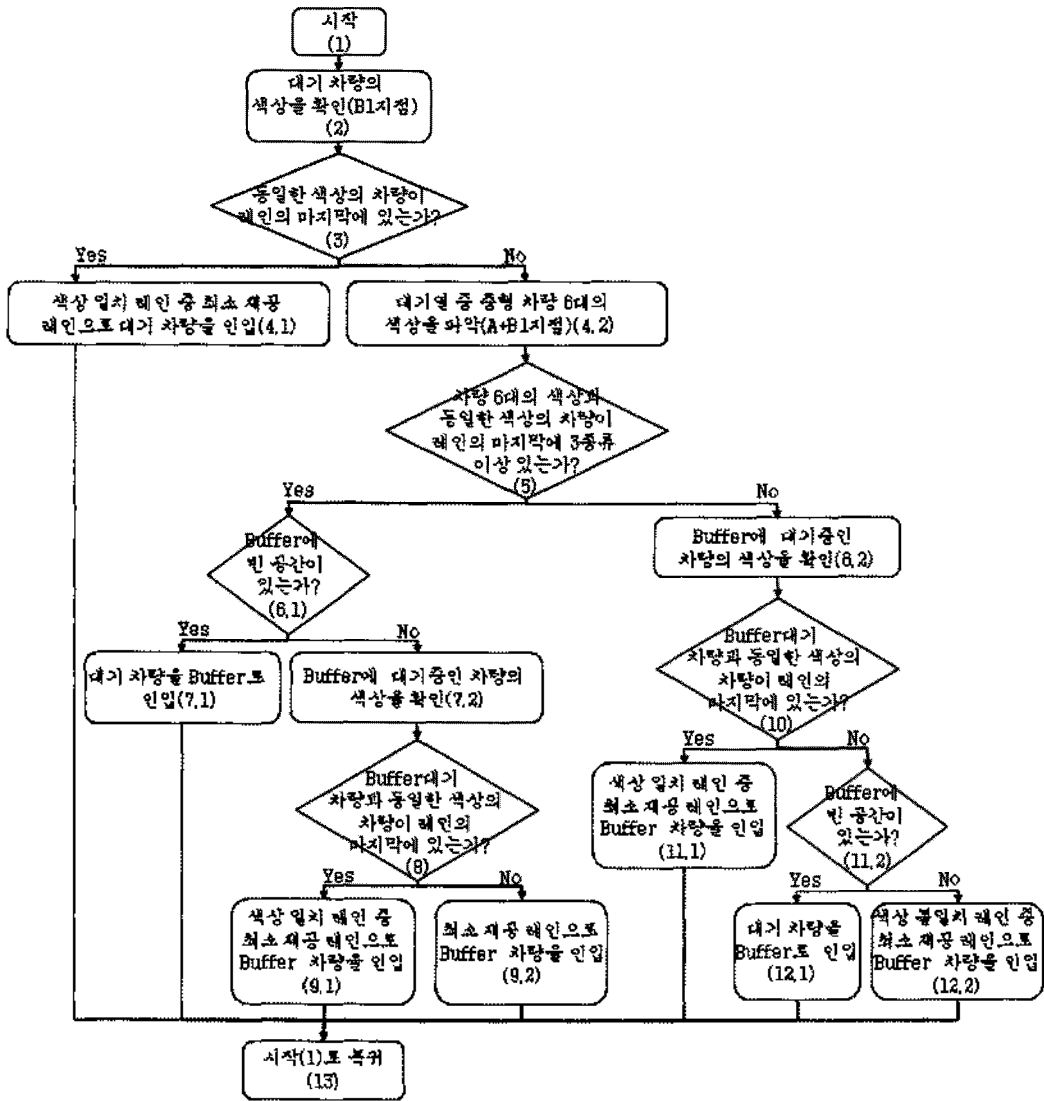 시작
(1)
대기 차량의
색상을 확인(B1지점)
(2)
동일한 색상의 차량이
레인의 마지막에 있는가?
(3)
Yes
No
색상 일치 레인 중 최소 재공
레인으로 대기 차량을 인입(4,1)
대기열 중 중형 차량 6대의
색상을 파악(A+B1지점)(4,2)
차량 6대의 색상과
동일한 색상의 차량이
레인의 마지막에 3종류
이상 있는가?
(5)
Yes
No
Buffer에
빈 공간이
있는가?
(6,1)
Buffer에 대기중인
차량의 색상을 확인(6,2)
Yes
No
대기 차량을 Buffer로
인입(7,1)
Buffer에 대기중인 차량의
색상을 확인(7,2)
Buffer대기
차량과 동일한 색상의
차량이 레인의
마지막에 있는가?
(10)
Yes
No
Buffer대기
차량과 동일한 색상의
차량이 레인의
마지막에 있는가?
(8)
색상 일치 레인 중
최소 재공 레인으로
Buffer 차량을 인입
(11,1)
Buffer에
빈 공간이
있는가?
(11,2)
Yes
No
Yes
No
색상 일치 레인 중
최소 재공 레인으로
Buffer 차량을 인입
(9,1)
최소 재공 레인으로
Buffer 차량을 인입
(9,2)
대기 차량을
Buffer로 인입
(12,1)
색상 불일치 레인 중
최소 재공 레인으로
Buffer 차량을 인입
(12,2)
시작(1)로 복귀
(13)